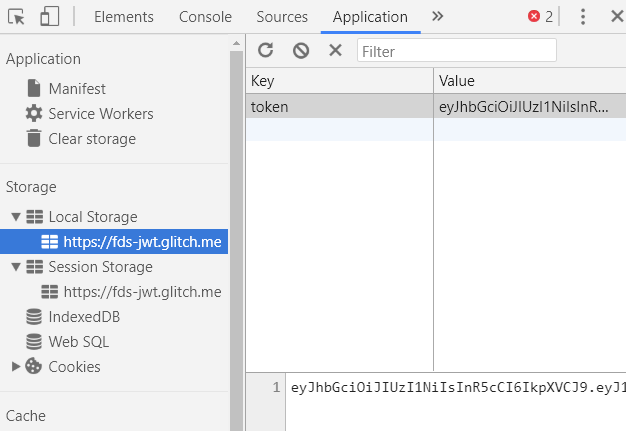 Elements Console Sources Application » 2
Application
Manifest
Service Workers
Clear storage
Storage
Local Storage
https://fds-jwt.glitch.me
Session Storage
https://fds-jwt.glitch.me
IndexedDB
Web SQL
Cookies
Cache
Filter
Key Value
token eyJhbGciOiJIUzI1NiIsInR...
1 eyJhbGciOiJIUzI1NiIsInR5cCI6IkpXVCJ9.eyJ1